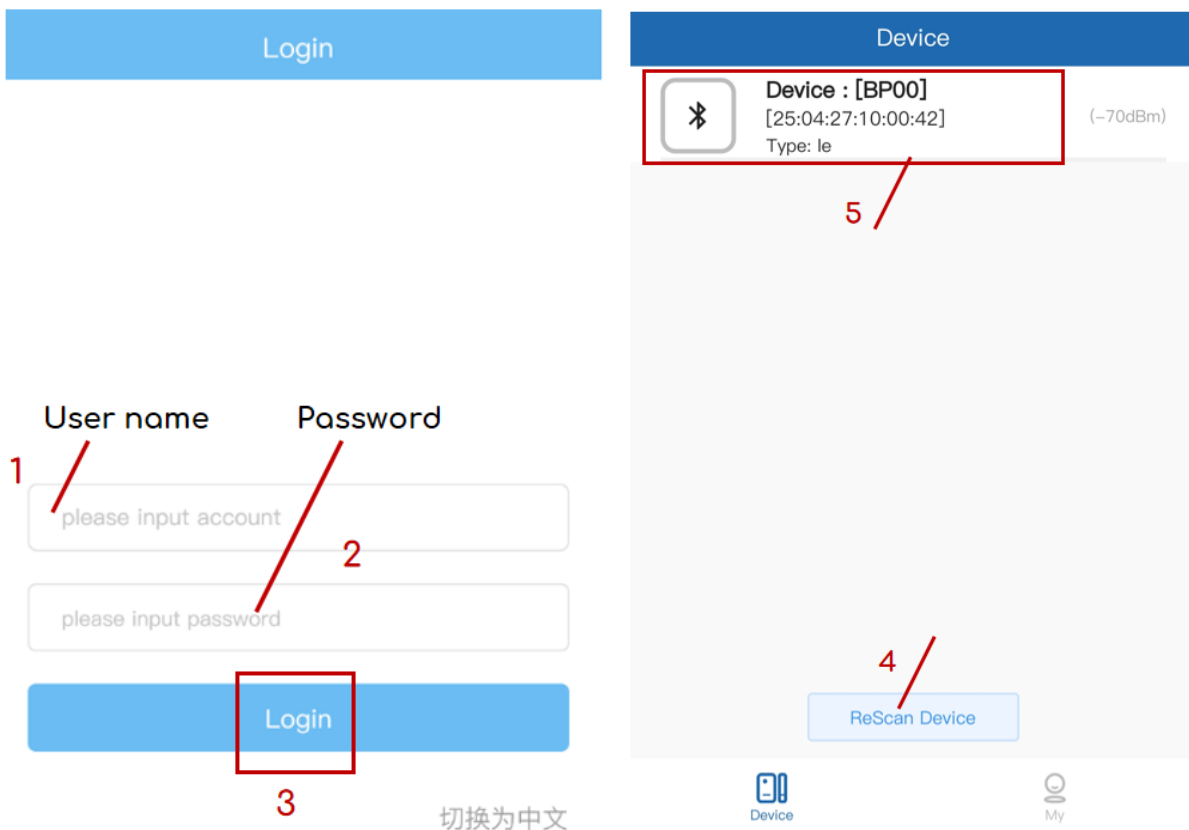 Login
User name
Password
1
please input account
2
please input password
Login
3
切换为中文
Device
Device : [BP00]
[25:04:27:10:00:42]
(-70dBm)
Type: le
5
4
ReScan Device
Device
My